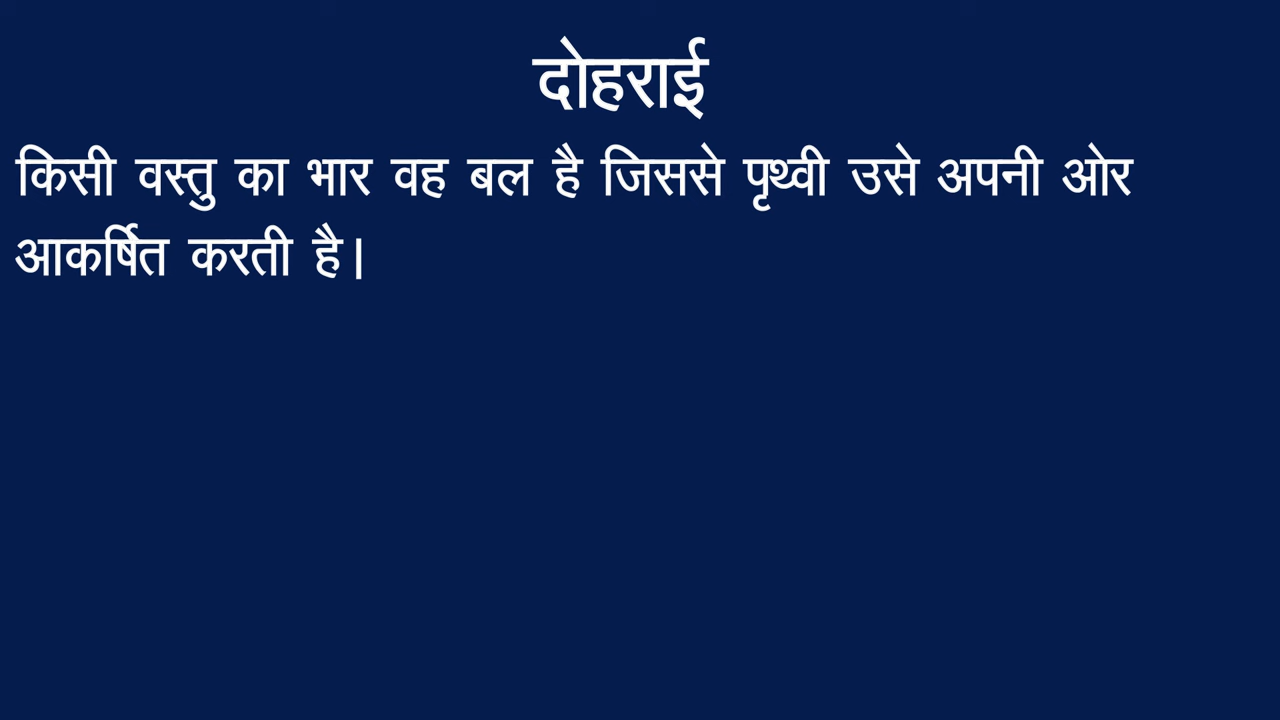 दोहराई
किसी वस्तु का भार वह बल है जिससे पृथ्वी उसे अपनी ओर
आकर्षित करती है।